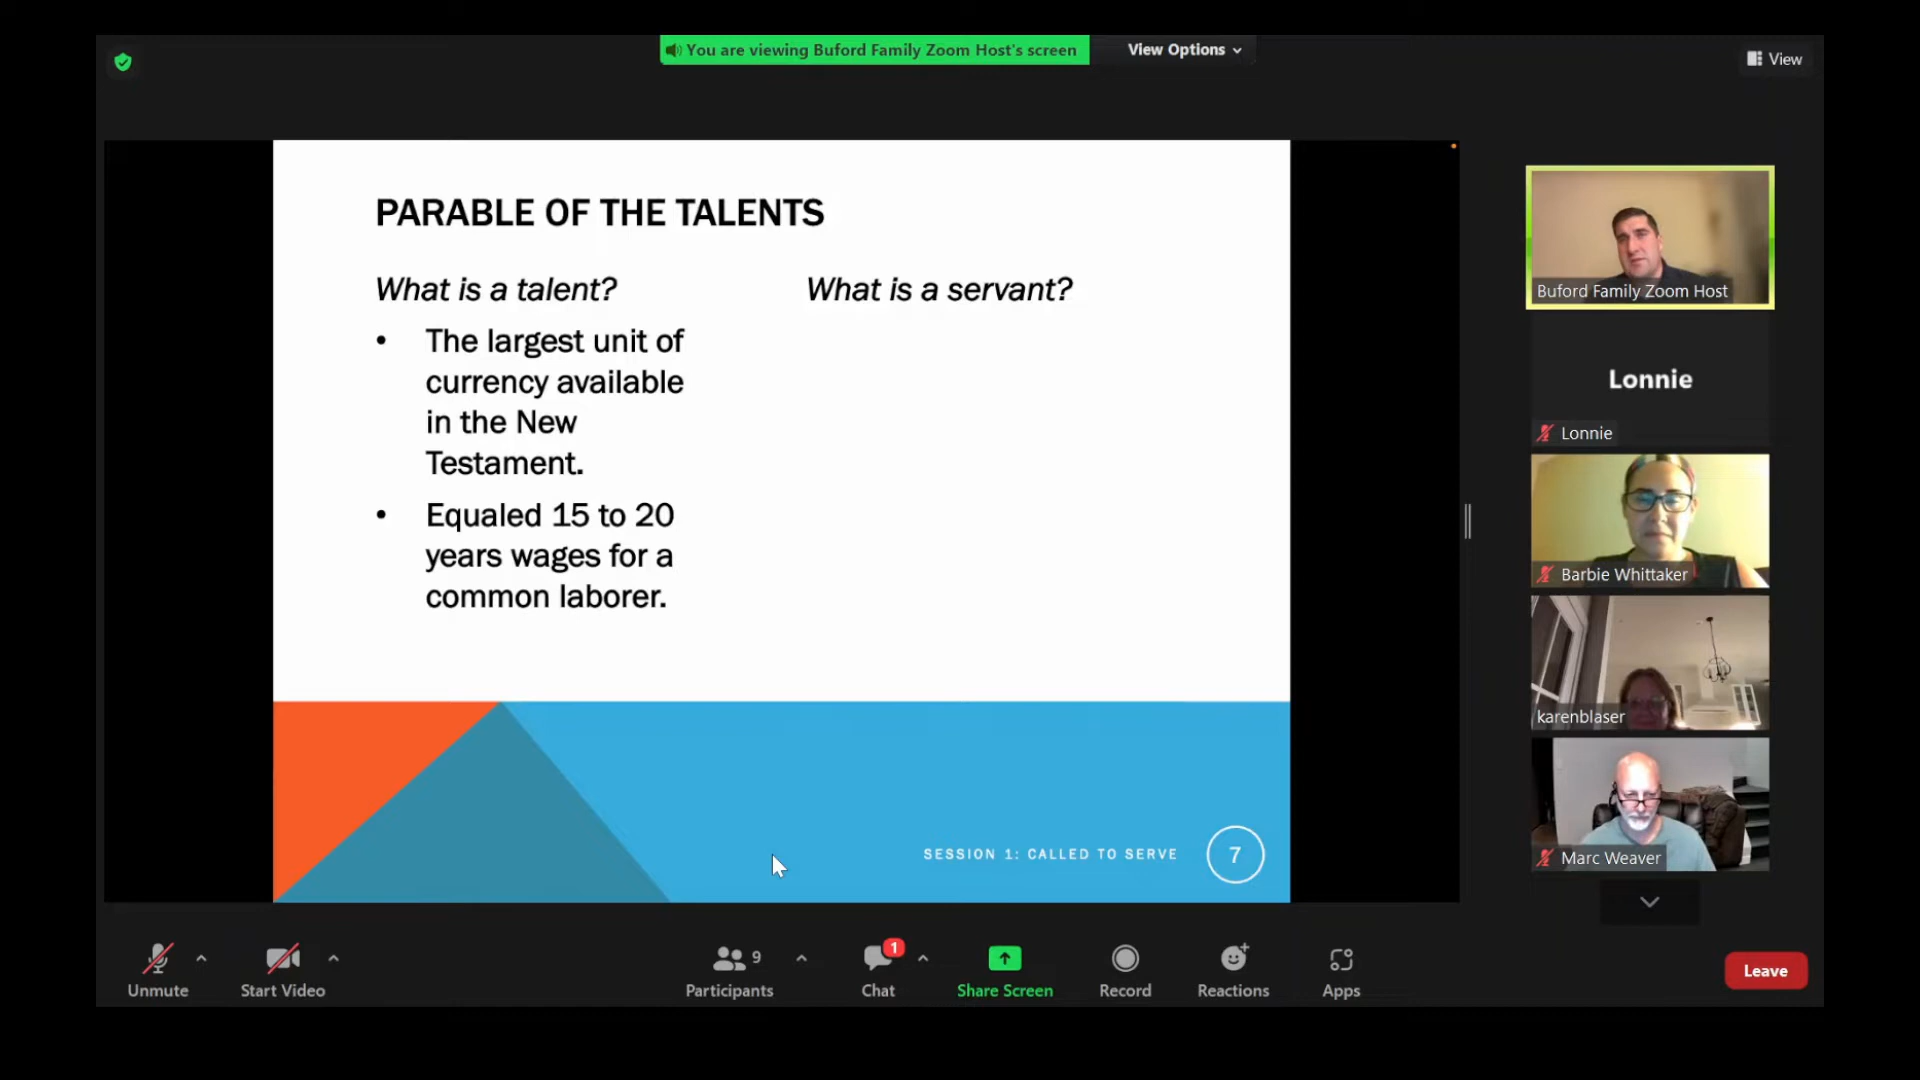 You are viewing Buford Family Zoom Host's screen
View Options
View
PARABLE OF THE TALENTS
What is a talent?
• The largest unit of
currency available
in the New
Testament.
• Equaled 15 to 20
years wages for a
common laborer.
What is a servant?
SESSION 1: CALLED TO SERVE
7
Buford Family Zoom Host
Lonnie
Lonnie
Barbie Whittaker
karenblaser
Marc Weaver
Unmute
Start Video
9
Participants
1
Chat
Share Screen
Record
Reactions
Apps
Leave